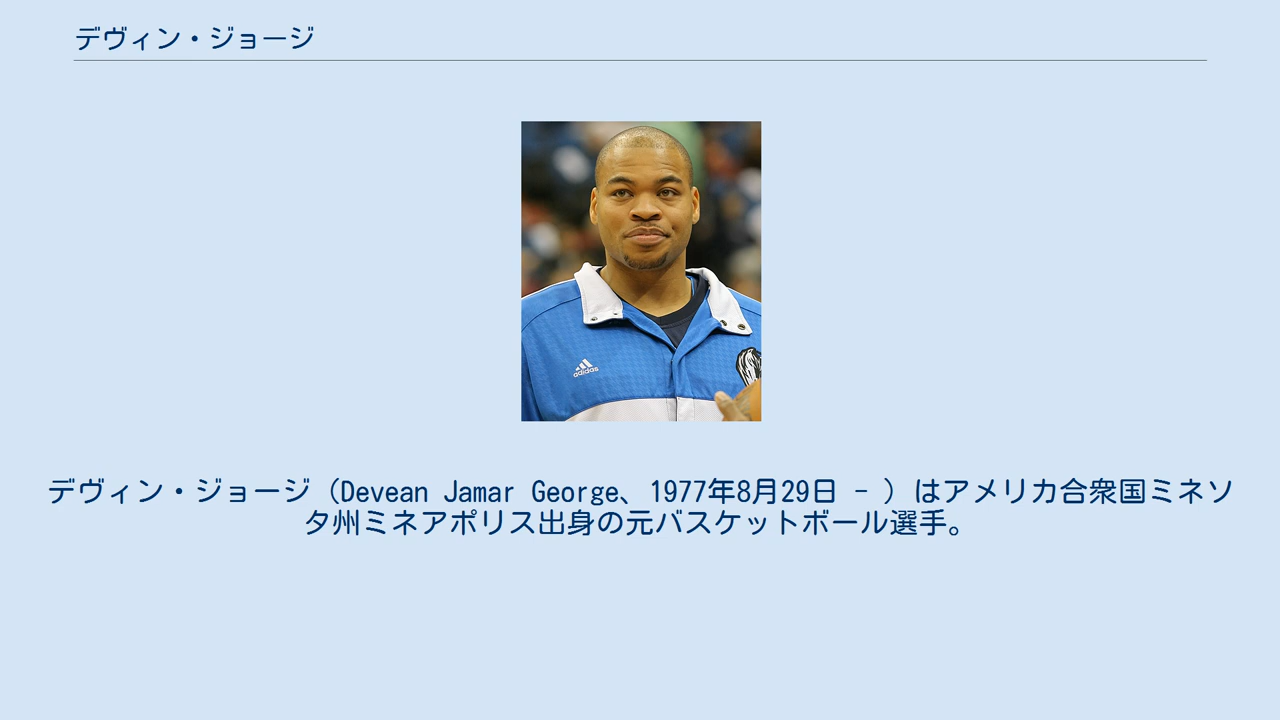 デヴィン・ジョージ
adidas
デヴィン・ジョージ（Devean Jamar George、1977年8月29日 - ）はアメリカ合衆国ミネソ
タ州ミネアポリス出身の元バスケットボール選手。